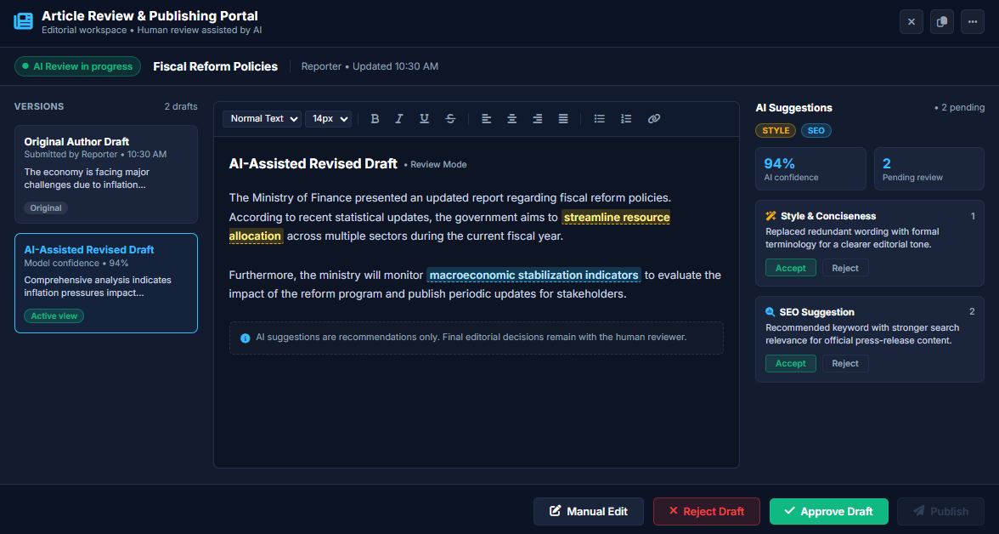 Article Review & Publishing Portal
Editorial workspace • Human review assisted by AI
AI Review in progress
Fiscal Reform Policies
Reporter • Updated 10:30 AM
VERSIONS
2 drafts
Original Author Draft
Submitted by Reporter • 10:30 AM
The economy is facing major
challenges due to inflation...
Original
AI-Assisted Revised Draft
Model confidence • 94%
Comprehensive analysis indicates
inflation pressures impact...
Active view
Normal Text
14px
B I U S
AI-Assisted Revised Draft • Review Mode
The Ministry of Finance presented an updated report regarding fiscal reform policies.
According to recent statistical updates, the government aims to streamline resource
allocation across multiple sectors during the current fiscal year.
Furthermore, the ministry will monitor macroeconomic stabilization indicators to evaluate the
impact of the reform program and publish periodic updates for stakeholders.
AI suggestions are recommendations only. Final editorial decisions remain with the human reviewer.
AI Suggestions
• 2 pending
STYLE SEO
94%
AI confidence
2
Pending review
Style & Conciseness 1
Replaced redundant wording with formal
terminology for a clearer editorial tone.
Accept Reject
SEO Suggestion 2
Recommended keyword with stronger search
relevance for official press-release content.
Accept Reject
Manual Edit
Reject Draft
Approve Draft
Publish